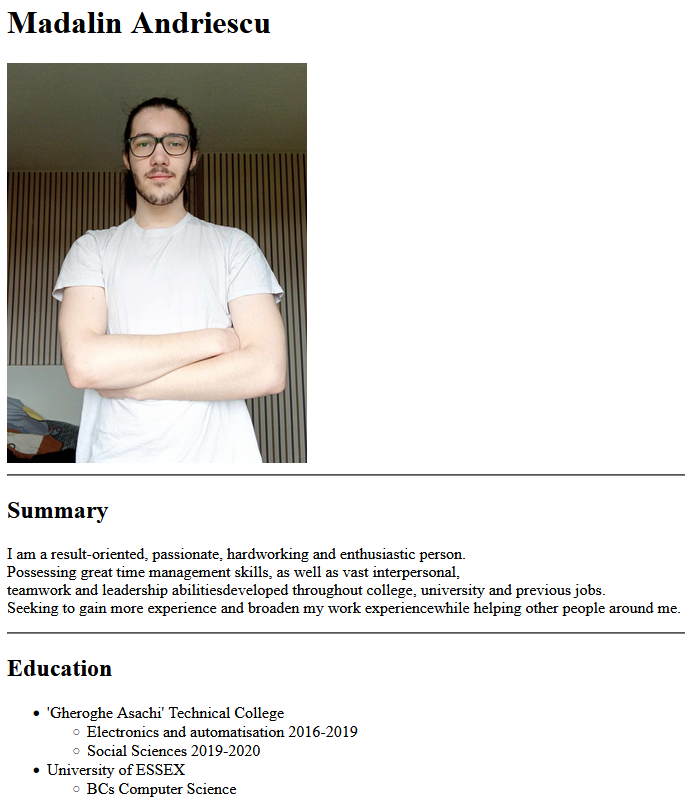 Madalin Andriescu
Summary
I am a result-oriented, passionate, hardworking and enthusiastic person.
Possessing great time management skills, as well as vast interpersonal,
teamwork and leadership abilitiesdeveloped throughout college, university and previous jobs.
Seeking to gain more experience and broaden my work experiencewhile helping other people around me.
Education
'Gheroghe Asachi' Technical College
Electronics and automatisation 2016-2019
Social Sciences 2019-2020
University of ESSEX
BCs Computer Science